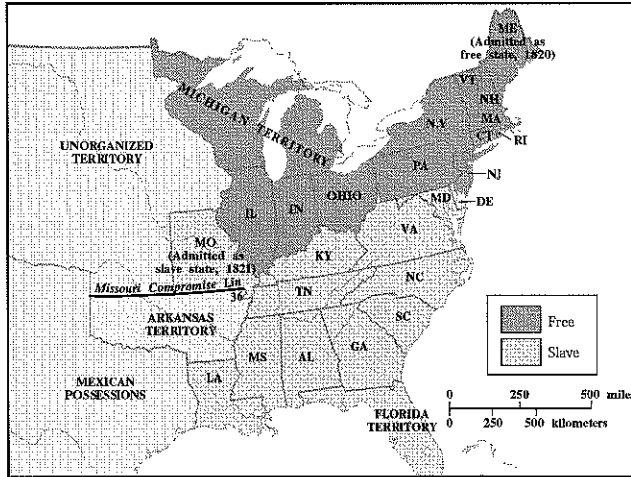 ME
(Admitted as
free state, 1820)
VT
NH
MICHIGAN TERRITORY
N.Y
MA
CT
RI
UNORGANIZED
TERRITORY
PA
NJ
OHIO
IL
IN
MD
DE
MO
(Admitted as
slave state, 1821)
VA
KY
Missouri Compromise Lin
36°
NC
TN
ARKANSAS
TERRITORY
SC
Free
Slave
MS
AL
GA
LA
MEXICAN
POSSESSIONS
FLORIDA
TERRITORY
0 250 500 miles
0 250 500 kilometers